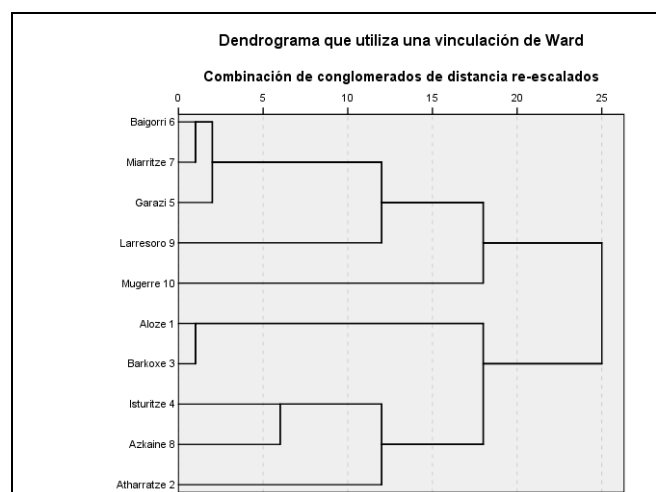 Dendrograma que utiliza una vinculación de Ward
Combinación de conglomerados de distancia re-escalados
0 5 10 15 20 25
Baigorri 6
Miarritze 7
Garazi 5
Larresoro 9
Mugerre 10
Aloze 1
Barkoxe 3
Isturitze 4
Azkaine 8
Atharratze 2